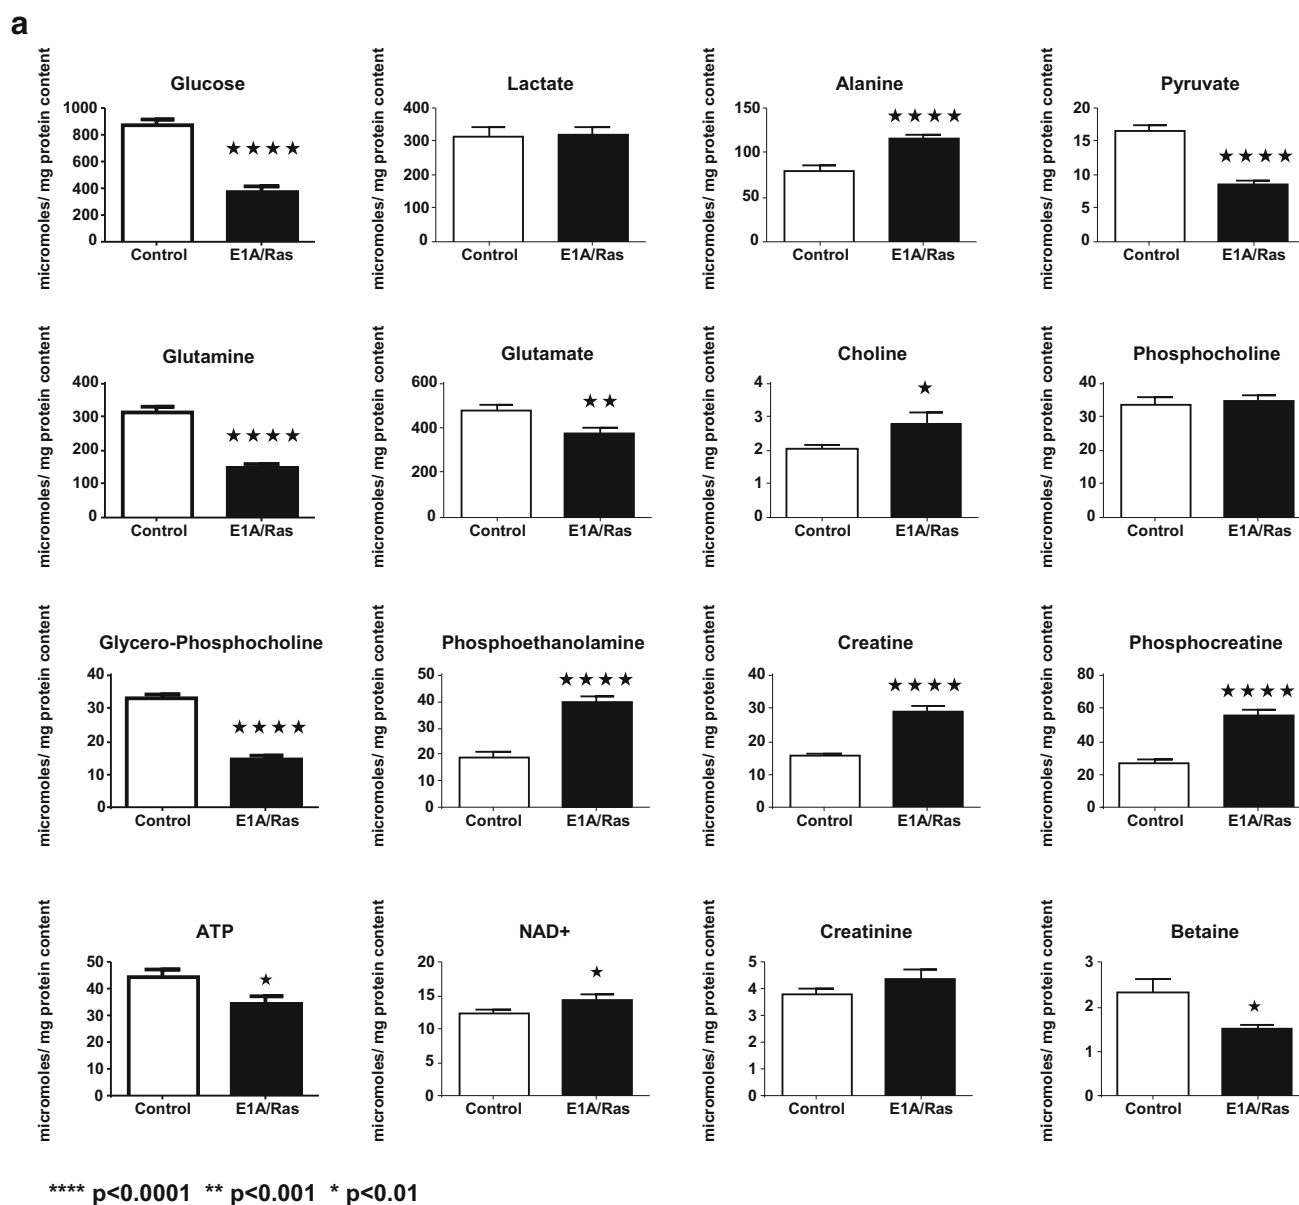 a
Glucose
micromoles/ mg protein content
1000
800
600
400
200
0
★★★★
Control E1A/Ras
Lactate
micromoles/ mg protein content
400
300
200
100
0
Control E1A/Ras
Alanine
micromoles/ mg protein content
150
100
50
0
★★★★
Control E1A/Ras
Pyruvate
micromoles/ mg protein content
20
15
10
5
0
★★★★
Control E1A/Ras
Glutamine
micromoles/ mg protein content
400
300
200
100
0
★★★★
Control E1A/Ras
Glutamate
micromoles/ mg protein content
600
400
200
0
★★
Control E1A/Ras
Choline
micromoles/ mg protein content
4
3
2
1
0
★
Control E1A/Ras
Phosphocholine
micromoles/ mg protein content
40
30
20
10
0
Control E1A/Ras
Glycero-Phosphocholine
micromoles/ mg protein content
40
30
20
10
0
★★★★
Control E1A/Ras
Phosphoethanolamine
micromoles/ mg protein content
50
40
30
20
10
0
★★★★
Control E1A/Ras
Creatine
micromoles/ mg protein content
40
30
20
10
0
★★★★
Control E1A/Ras
Phosphocreatine
micromoles/ mg protein content
80
60
40
20
0
★★★★
Control E1A/Ras
ATP
micromoles/ mg protein content
50
40
30
20
10
0
★
Control E1A/Ras
NAD+
micromoles/ mg protein content
20
15
10
5
0
★
Control E1A/Ras
Creatinine
micromoles/ mg protein content
5
4
3
2
1
0
Control E1A/Ras
Betaine
micromoles/ mg protein content
3
2
1
0
★
Control E1A/Ras
**** p<0.0001 ** p<0.001 * p<0.01